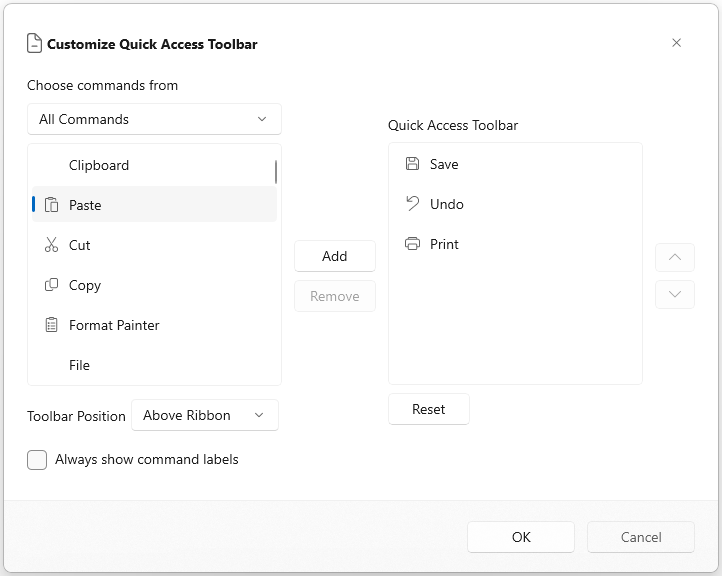 Customize Quick Access Toolbar
Choose commands from
All Commands
Clipboard
Paste
Cut
Copy
Format Painter
File
Add
Remove
Quick Access Toolbar
Save
Undo
Print
Reset
Toolbar Position Above Ribbon
Always show command labels
OK Cancel